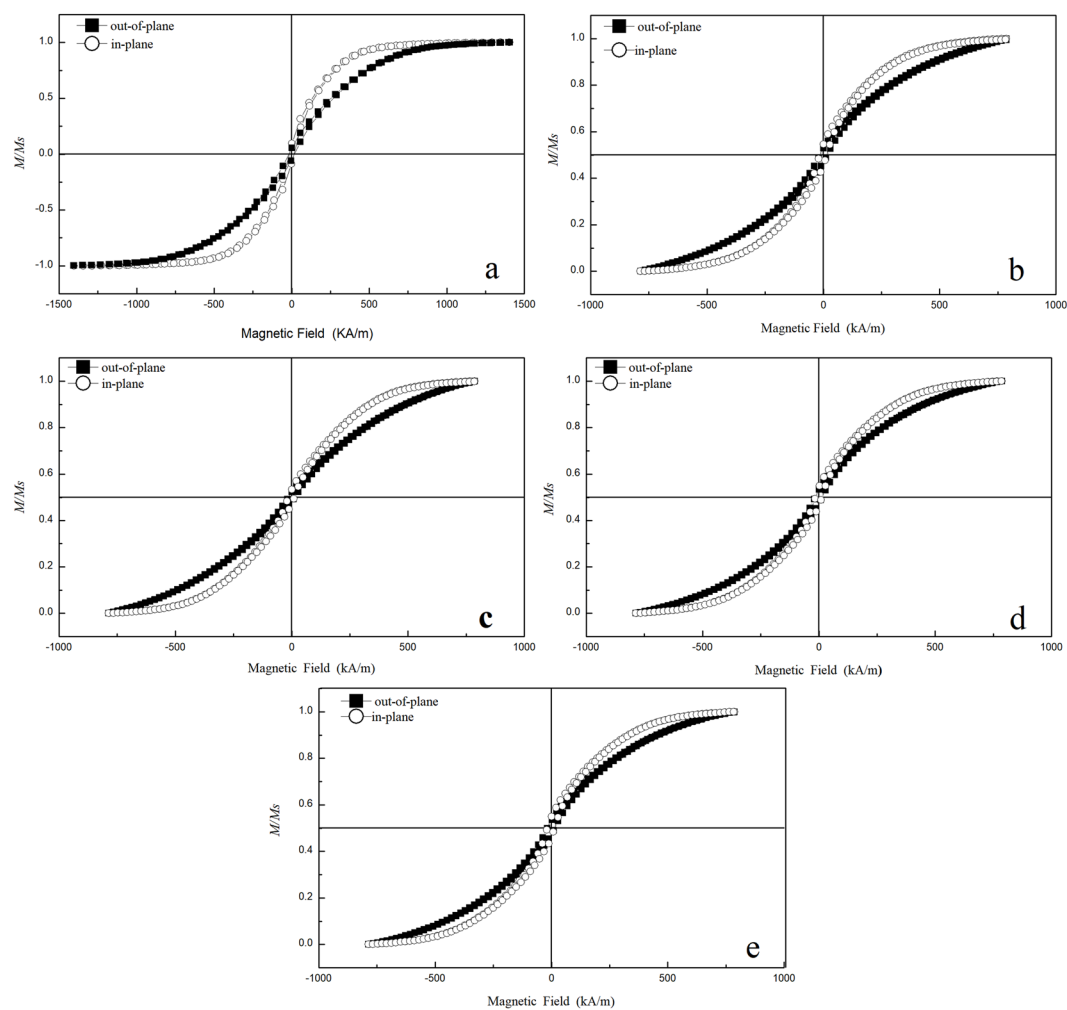 out-of-plane
in-plane
1.0
0.5
0.0
-0.5
-1.0
M/Ms
-1500
-1000
-500
0
500
1000
1500
Magnetic Field (KA/m)
a
out-of-plane
in-plane
1.0
0.8
0.6
0.4
0.2
0.0
M/Ms
-1000
-500
0
500
1000
Magnetic Field (kA/m)
b
out-of-plane
in-plane
1.0
0.8
0.6
0.4
0.2
0.0
M/Ms
-1000
-500
0
500
1000
Magnetic Field (kA/m)
c
out-of-plane
in-plane
1.0
0.8
0.6
0.4
0.2
0.0
M/Ms
-1000
-500
0
500
1000
Magnetic Field (kA/m)
d
out-of-plane
in-plane
1.0
0.8
0.6
0.4
0.2
0.0
M/Ms
-1000
-500
0
500
1000
Magnetic Field (kA/m)
e